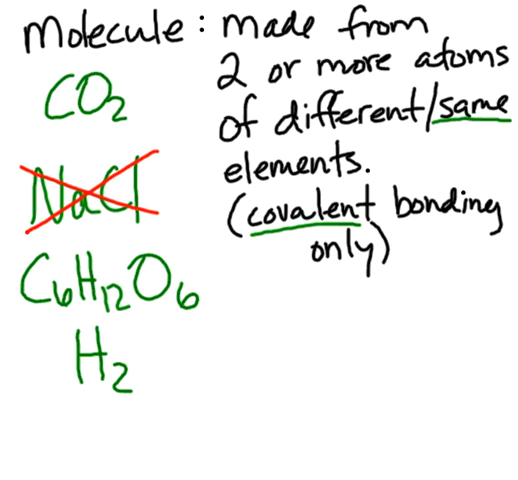 Molecule: made from
2 or more atoms
of different/same
elements.
(covalent bonding
only)
CO₂
NaCl
C₆H₁₂O₆
H₂